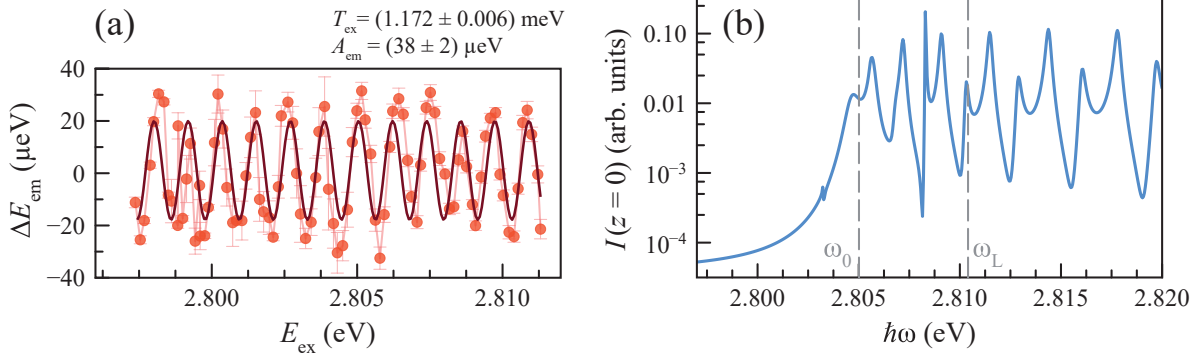 (a)
T_ex = (1.172 ± 0.006) meV
A_em = (38 ± 2) μeV
40
20
0
−20
−40
ΔE_em (μeV)
2.800
2.805
2.810
E_ex (eV)
(b)
0.10
0.01
10⁻³
10⁻⁴
I(z = 0) (arb. units)
ω₀
ω_L
2.800
2.805
2.810
2.815
2.820
ħω (eV)